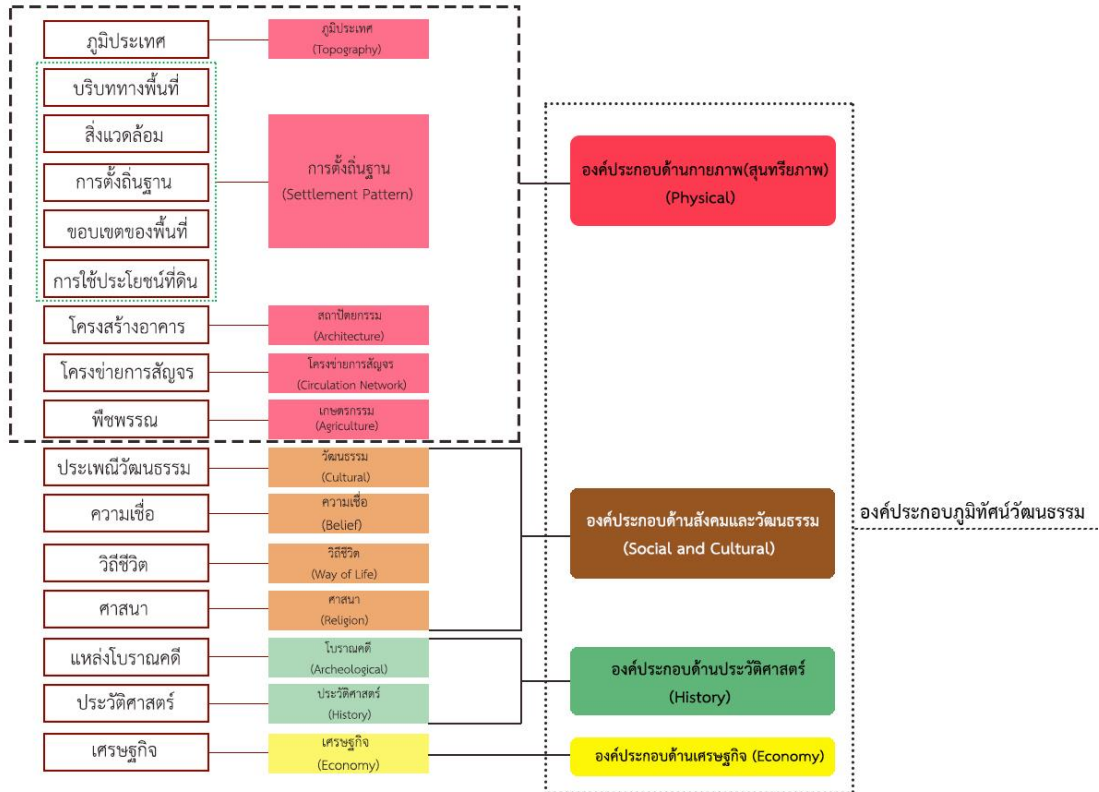 ภูมิประเทศ
ภูมิประเทศ
(Topography)
บริบททางพื้นที่
สิ่งแวดล้อม
การตั้งถิ่นฐาน
ขอบเขตของพื้นที่
การใช้ประโยชน์ที่ดิน
การตั้งถิ่นฐาน
(Settlement Pattern)
โครงสร้างอาคาร
สถาปัตยกรรม
(Architecture)
โครงข่ายการสัญจร
โครงข่ายการสัญจร
(Circulation Network)
พืชพรรณ
เกษตรกรรม
(Agriculture)
องค์ประกอบด้านกายภาพ(สุนทรียภาพ)
(Physical)
ประเพณีวัฒนธรรม
วัฒนธรรม
(Cultural)
ความเชื่อ
ความเชื่อ
(Belief)
วิถีชีวิต
วิถีชีวิต
(Way of Life)
ศาสนา
ศาสนา
(Religion)
องค์ประกอบด้านสังคมและวัฒนธรรม
(Social and Cultural)
แหล่งโบราณคดี
โบราณคดี
(Archeological)
ประวัติศาสตร์
ประวัติศาสตร์
(History)
องค์ประกอบด้านประวัติศาสตร์
(History)
เศรษฐกิจ
เศรษฐกิจ
(Economy)
องค์ประกอบด้านเศรษฐกิจ (Economy)
องค์ประกอบภูมิทัศน์วัฒนธรรม